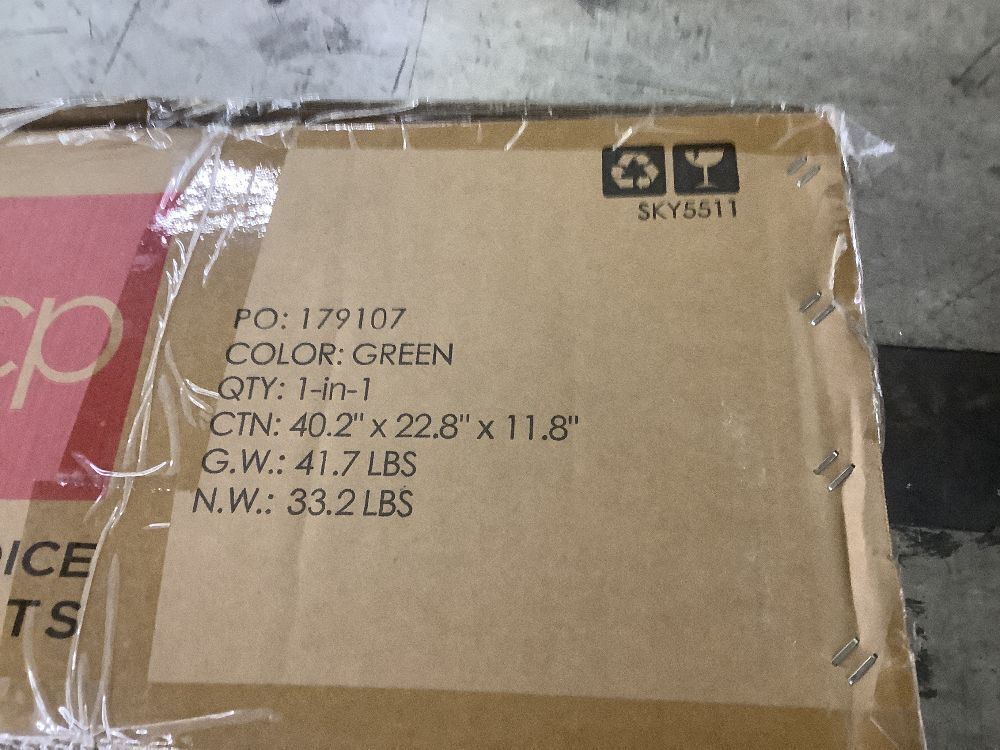 SKY5511
cp
PO: 179107
COLOR: GREEN
QTY: 1-in-1
CTN: 40.2" x 22.8" x 11.8"
G.W.: 41.7 LBS
N.W.: 33.2 LBS
OICE
TS